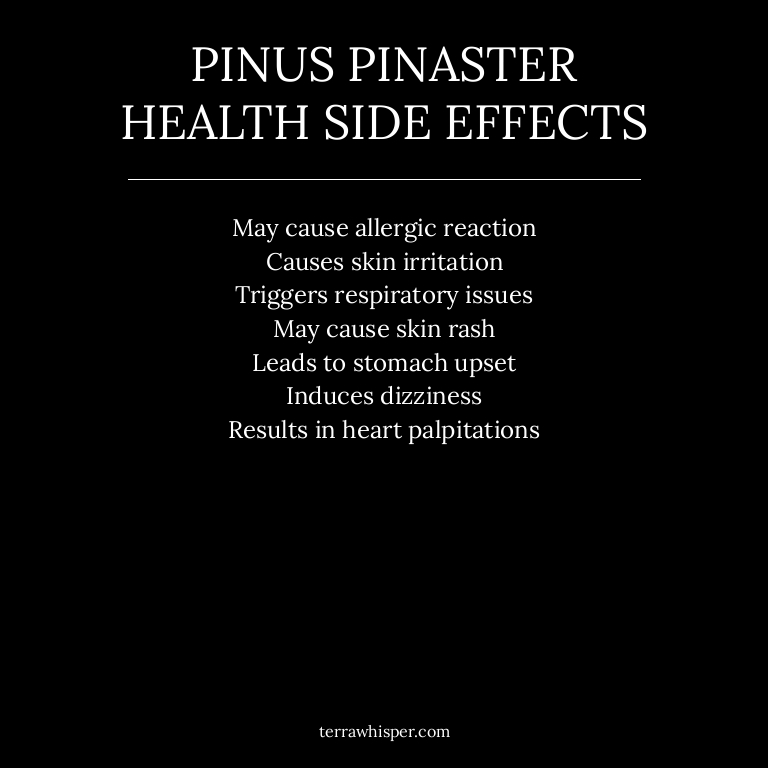 PINUS PINASTER
HEALTH SIDE EFFECTS
May cause allergic reaction
Causes skin irritation
Triggers respiratory issues
May cause skin rash
Leads to stomach upset
Induces dizziness
Results in heart palpitations
terrawhisper.com